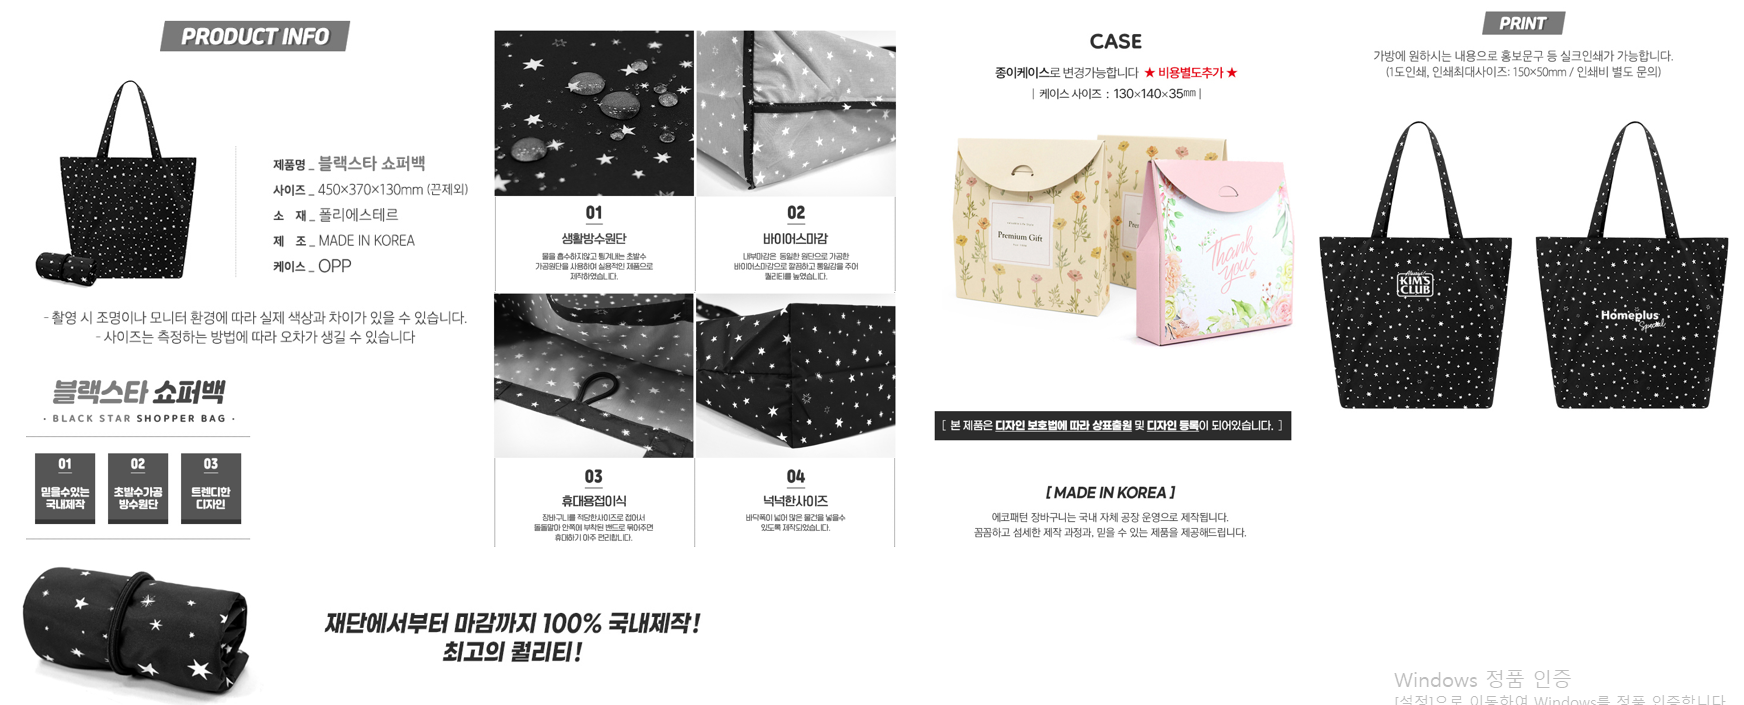 PRODUCT INFO
제품명 _ 블랙스타 쇼퍼백
사이즈 _ 450×370×130mm (끈제외)
소 재 _ 폴리에스테르
제 조 _ MADE IN KOREA
케이스 _ OPP
- 촬영 시 조명이나 모니터 환경에 따라 실제 색상과 차이가 있을 수 있습니다.
- 사이즈는 측정하는 방법에 따라 오차가 생길 수 있습니다
블랙스타 쇼퍼백
· BLACK STAR SHOPPER BAG ·
01
믿을수있는
국내제작
02
초발수가공
방수원단
03
트렌디한
디자인
01
생활방수원단
물을 흡수하지않고 튕겨내는 초발수
가공원단을 사용하여 실용적인 제품으로
제작하였습니다.
02
바이어스마감
내부마감은 동일한 원단으로 가공한
바이어스마감으로 깔끔하고 통일감을 주어
퀄리티를 높였습니다.
03
휴대용접이식
장바구니를 적당한사이즈로 접어서
돌돌말아 안쪽에 부착된 밴드로 묶어주면
휴대하기 아주 편리합니다.
04
넉넉한사이즈
바닥폭이 넓어 많은 물건을 넣을수
있도록 제작되었습니다.
재단에서부터 마감까지 100% 국내제작!
최고의 퀄리티!
CASE
종이케이스로 변경가능합니다 ★ 비용별도추가 ★
| 케이스 사이즈 : 130×140×35mm |
Premium Gift
Thank
you
[ 본 제품은 디자인 보호법에 따라 상표출원 및 디자인 등록이 되어있습니다. ]
[ MADE IN KOREA ]
에코패턴 장바구니는 국내 자체 공장 운영으로 제작됩니다.
꼼꼼하고 섬세한 제작 과정과, 믿을 수 있는 제품을 제공해드립니다.
PRINT
가방에 원하시는 내용으로 홍보문구 등 실크인쇄가 가능합니다.
(1도인쇄, 인쇄최대사이즈: 150×50mm / 인쇄비 별도 문의)
KIM'S
CLUB
Homeplus
Special
Windows 정품 인증
[설정]으로 이동하여 Windows를 정품 인증합니다